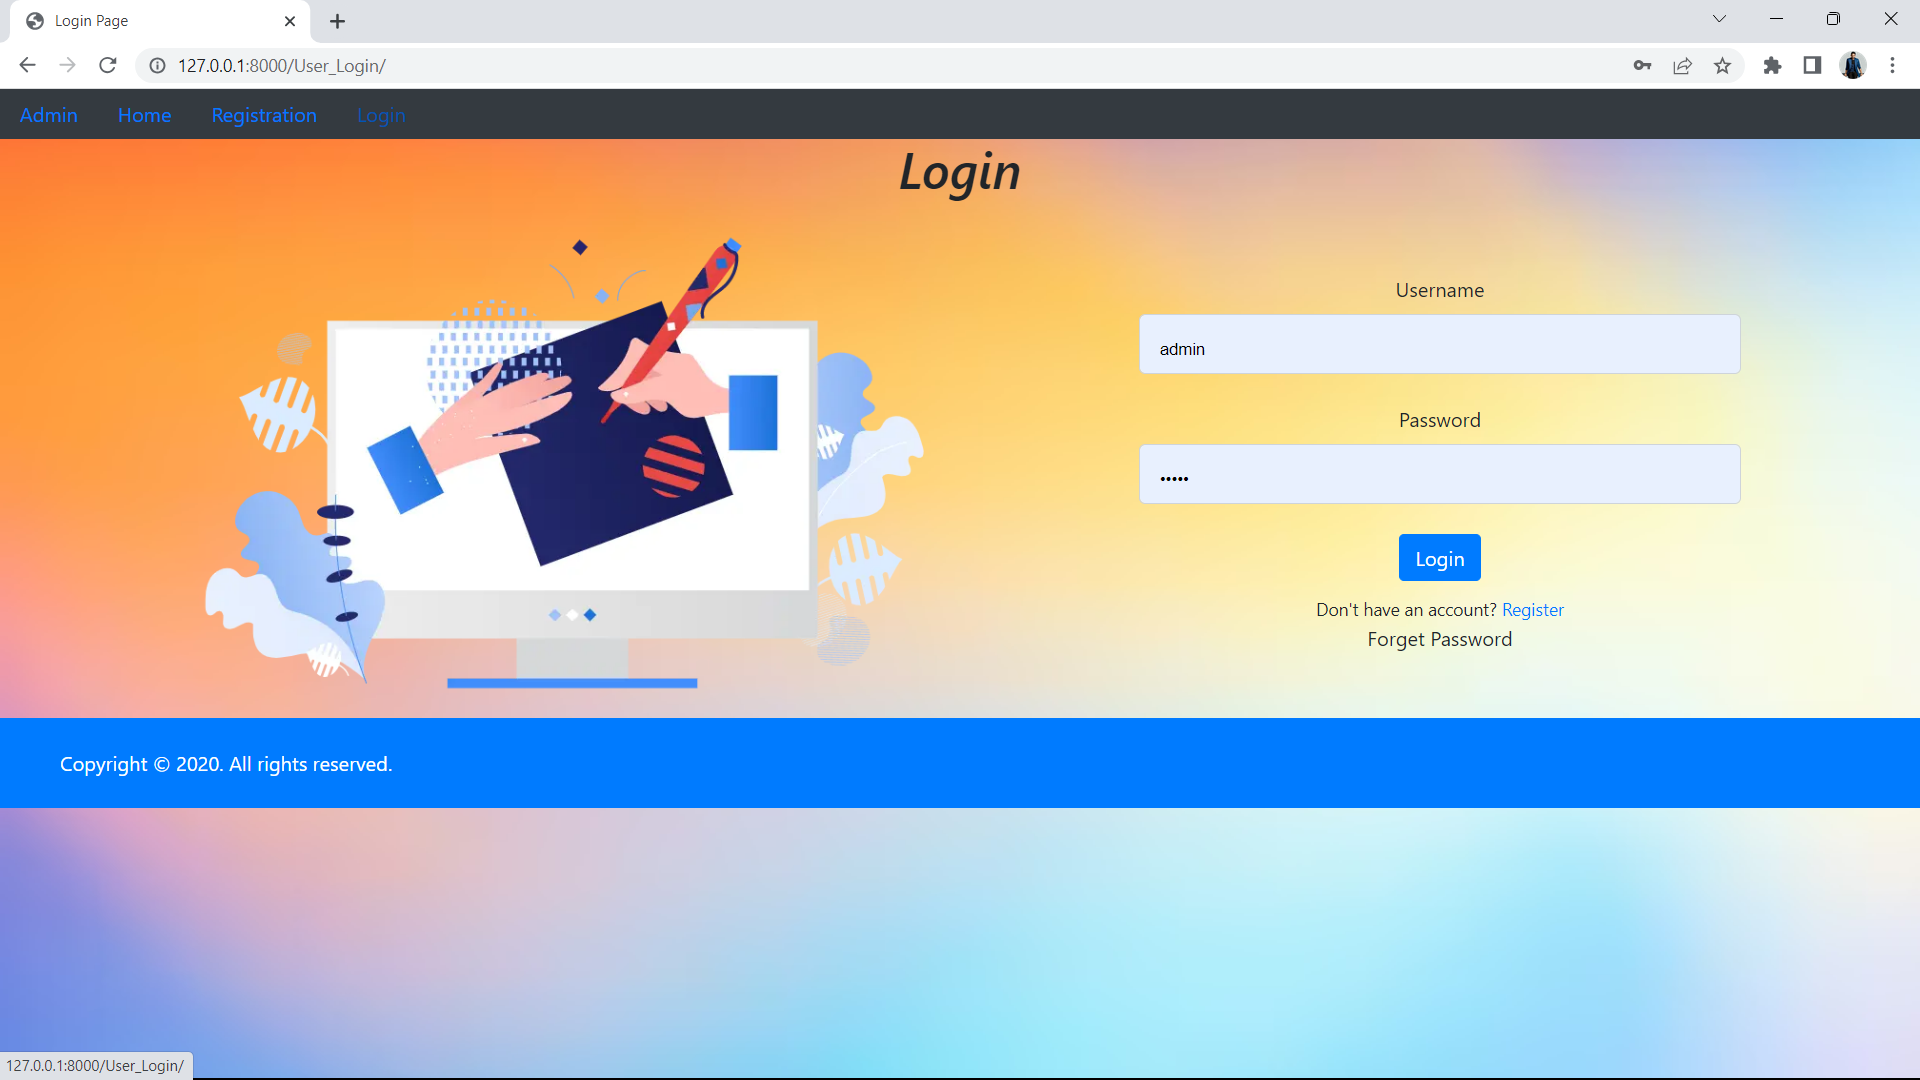 Login Page
127.0.0.1:8000/User_Login/
Admin Home Registration Login
Login
Username
admin
Password
•••••
Login
Don't have an account? Register
Forget Password
Copyright © 2020. All rights reserved.
127.0.0.1:8000/User_Login/